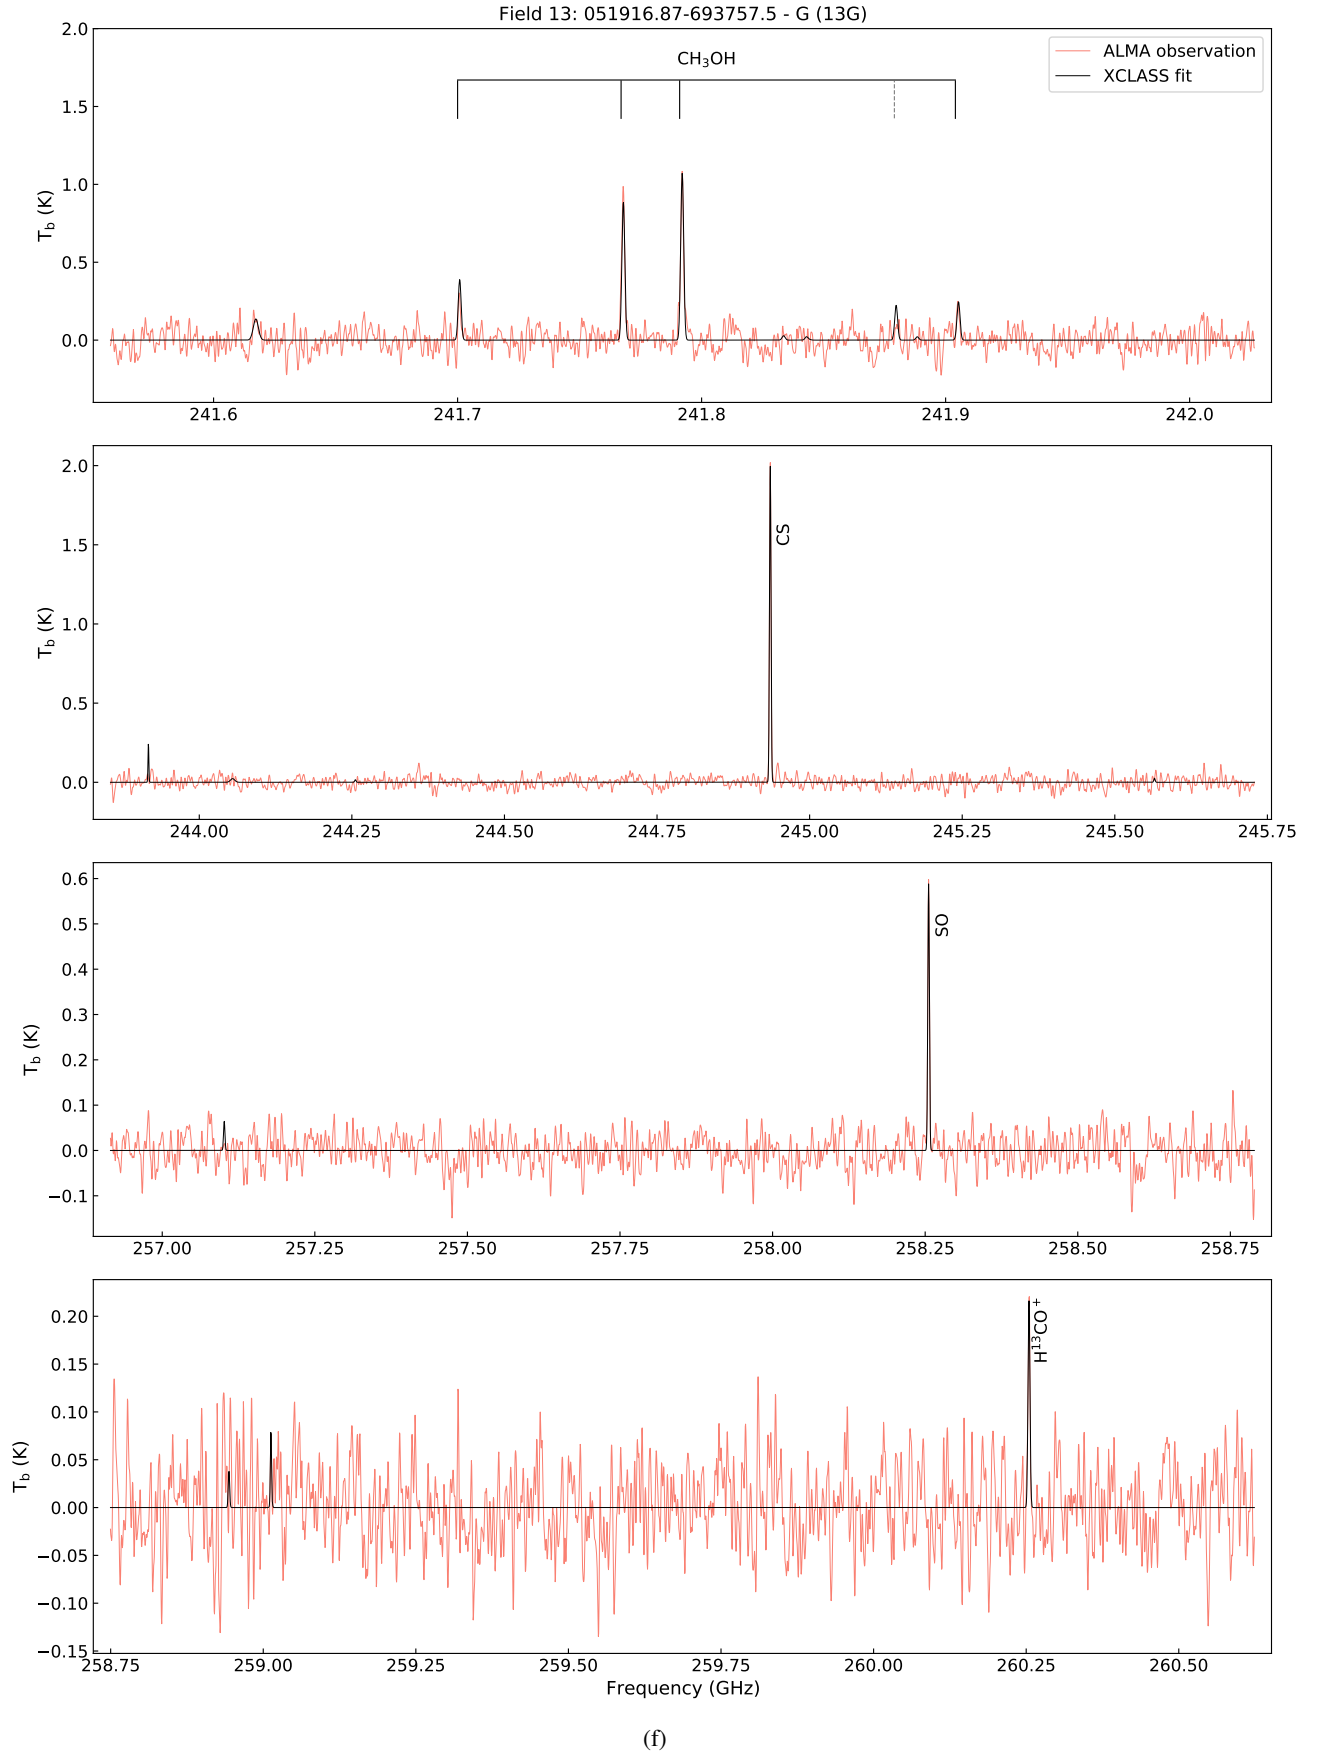 Field 13: 051916.87-693757.5 - G (13G)
2.0
1.5
1.0
0.5
0.0
T_b (K)
CH₃OH
ALMA observation
XCLASS fit
241.6 241.7 241.8 241.9 242.0
2.0
1.5
1.0
0.5
0.0
T_b (K)
CS
244.00 244.25 244.50 244.75 245.00 245.25 245.50 245.75
0.6
0.5
0.4
0.3
0.2
0.1
0.0
−0.1
T_b (K)
SO
257.00 257.25 257.50 257.75 258.00 258.25 258.50 258.75
0.20
0.15
0.10
0.05
0.00
−0.05
−0.10
−0.15
T_b (K)
H¹³CO⁺
258.75 259.00 259.25 259.50 259.75 260.00 260.25 260.50
Frequency (GHz)
(f)